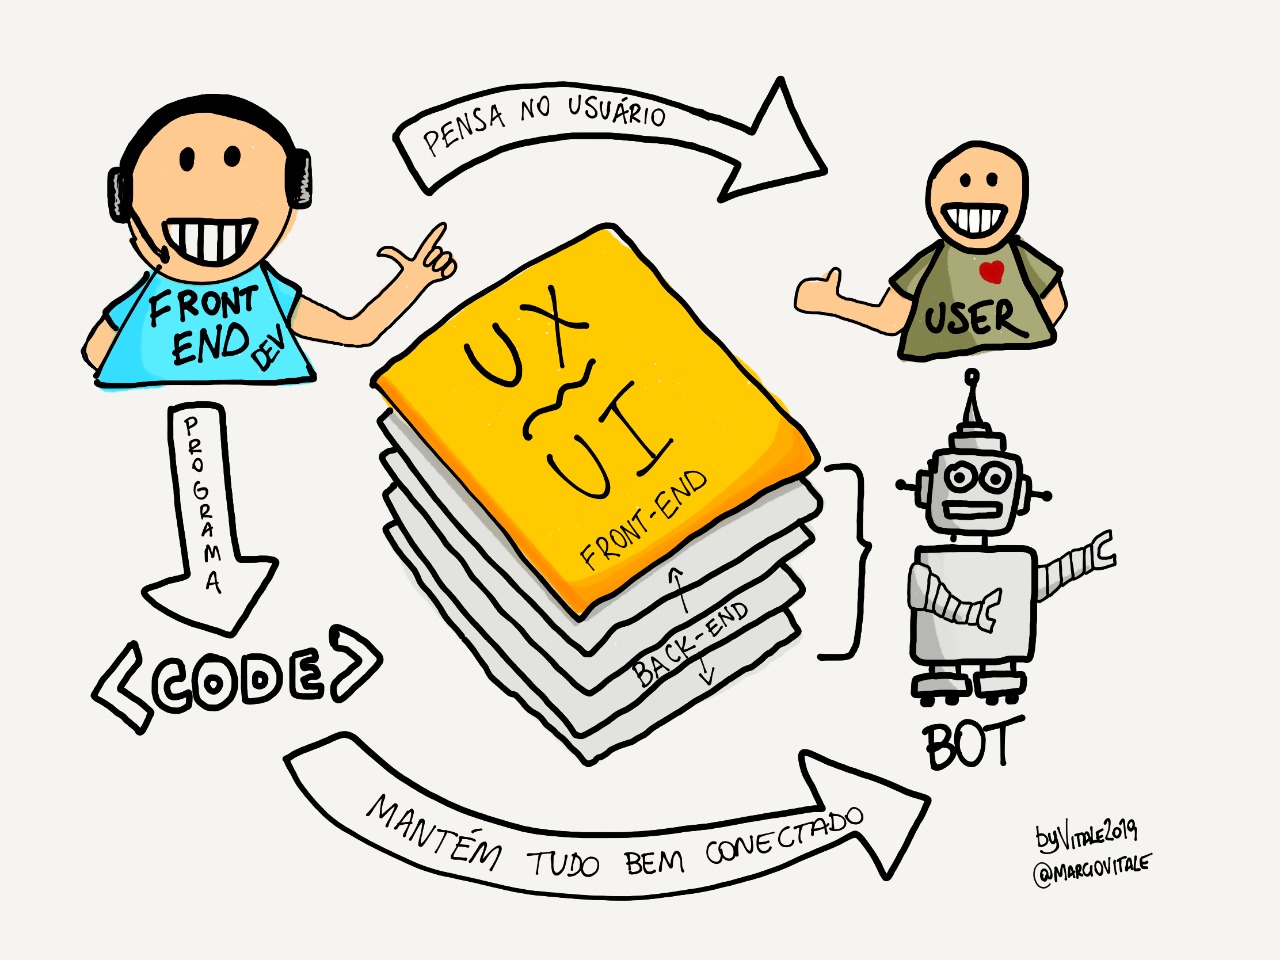 PENSA NO USUÁRIO
FRONT
END
DEV
USER
UX
UI
FRONT-END
PROGRAMA
BACK-END
<CODE>
BOT
MANTÉM TUDO BEM CONECTADO
byVITALE2019
@MARCIOVITALE